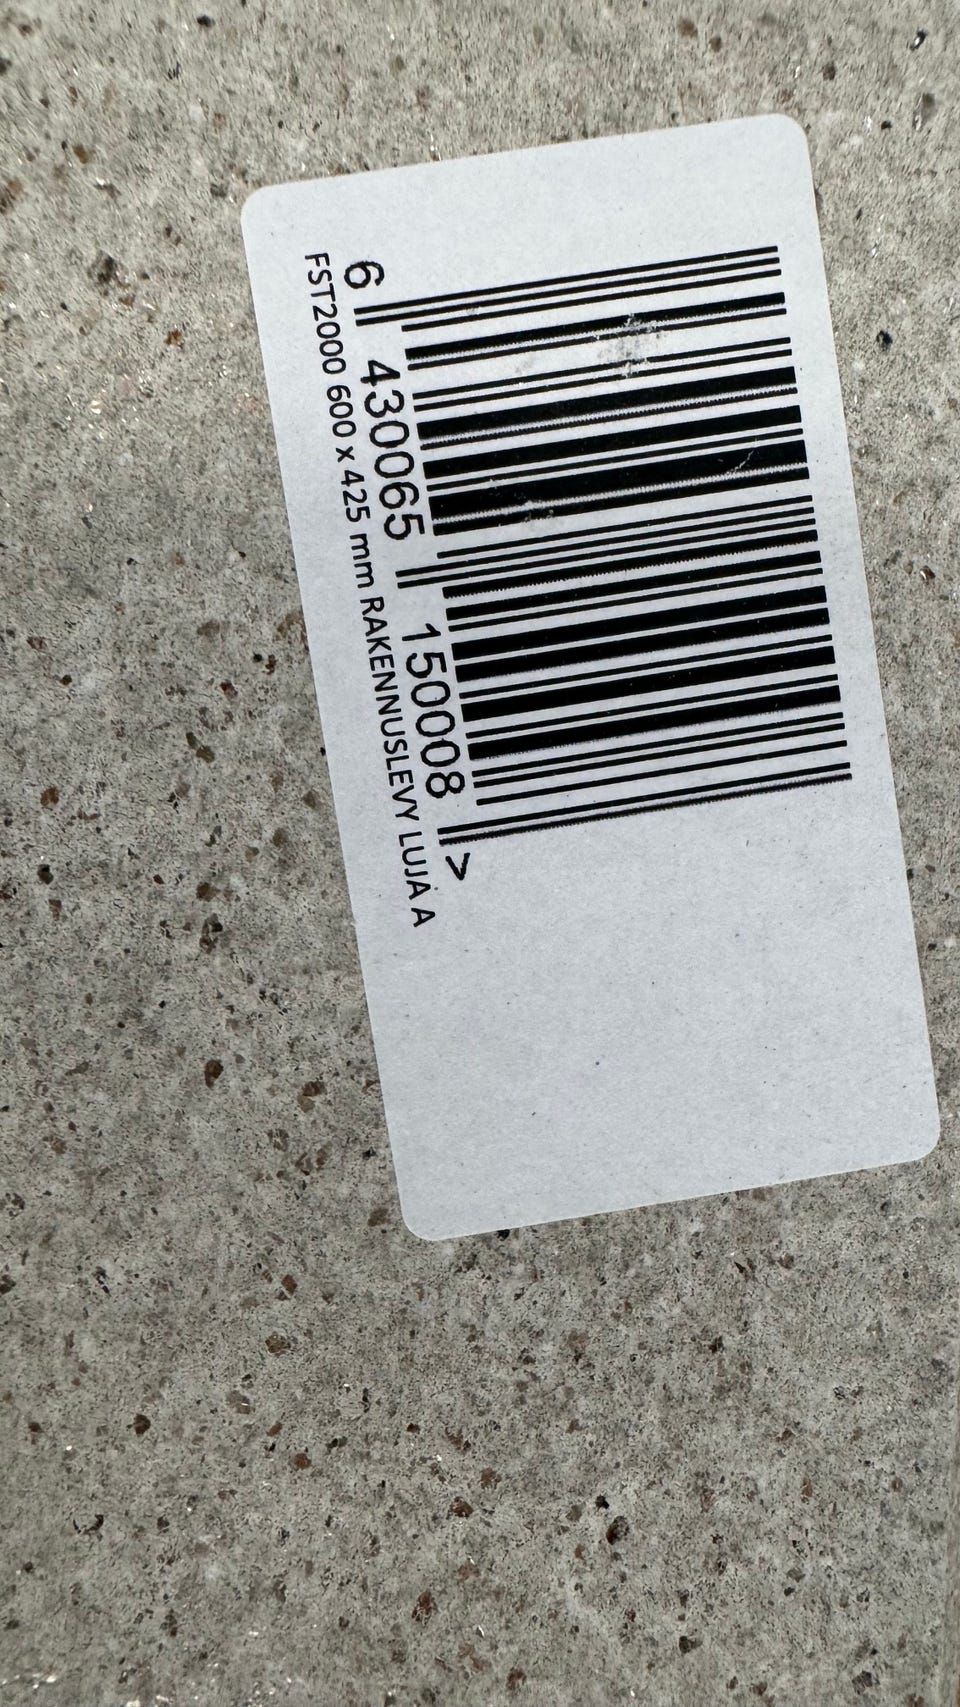 6 430065 150008 >
FST2000 600 x 425 mm RAKENNUSLEVY LUJA A